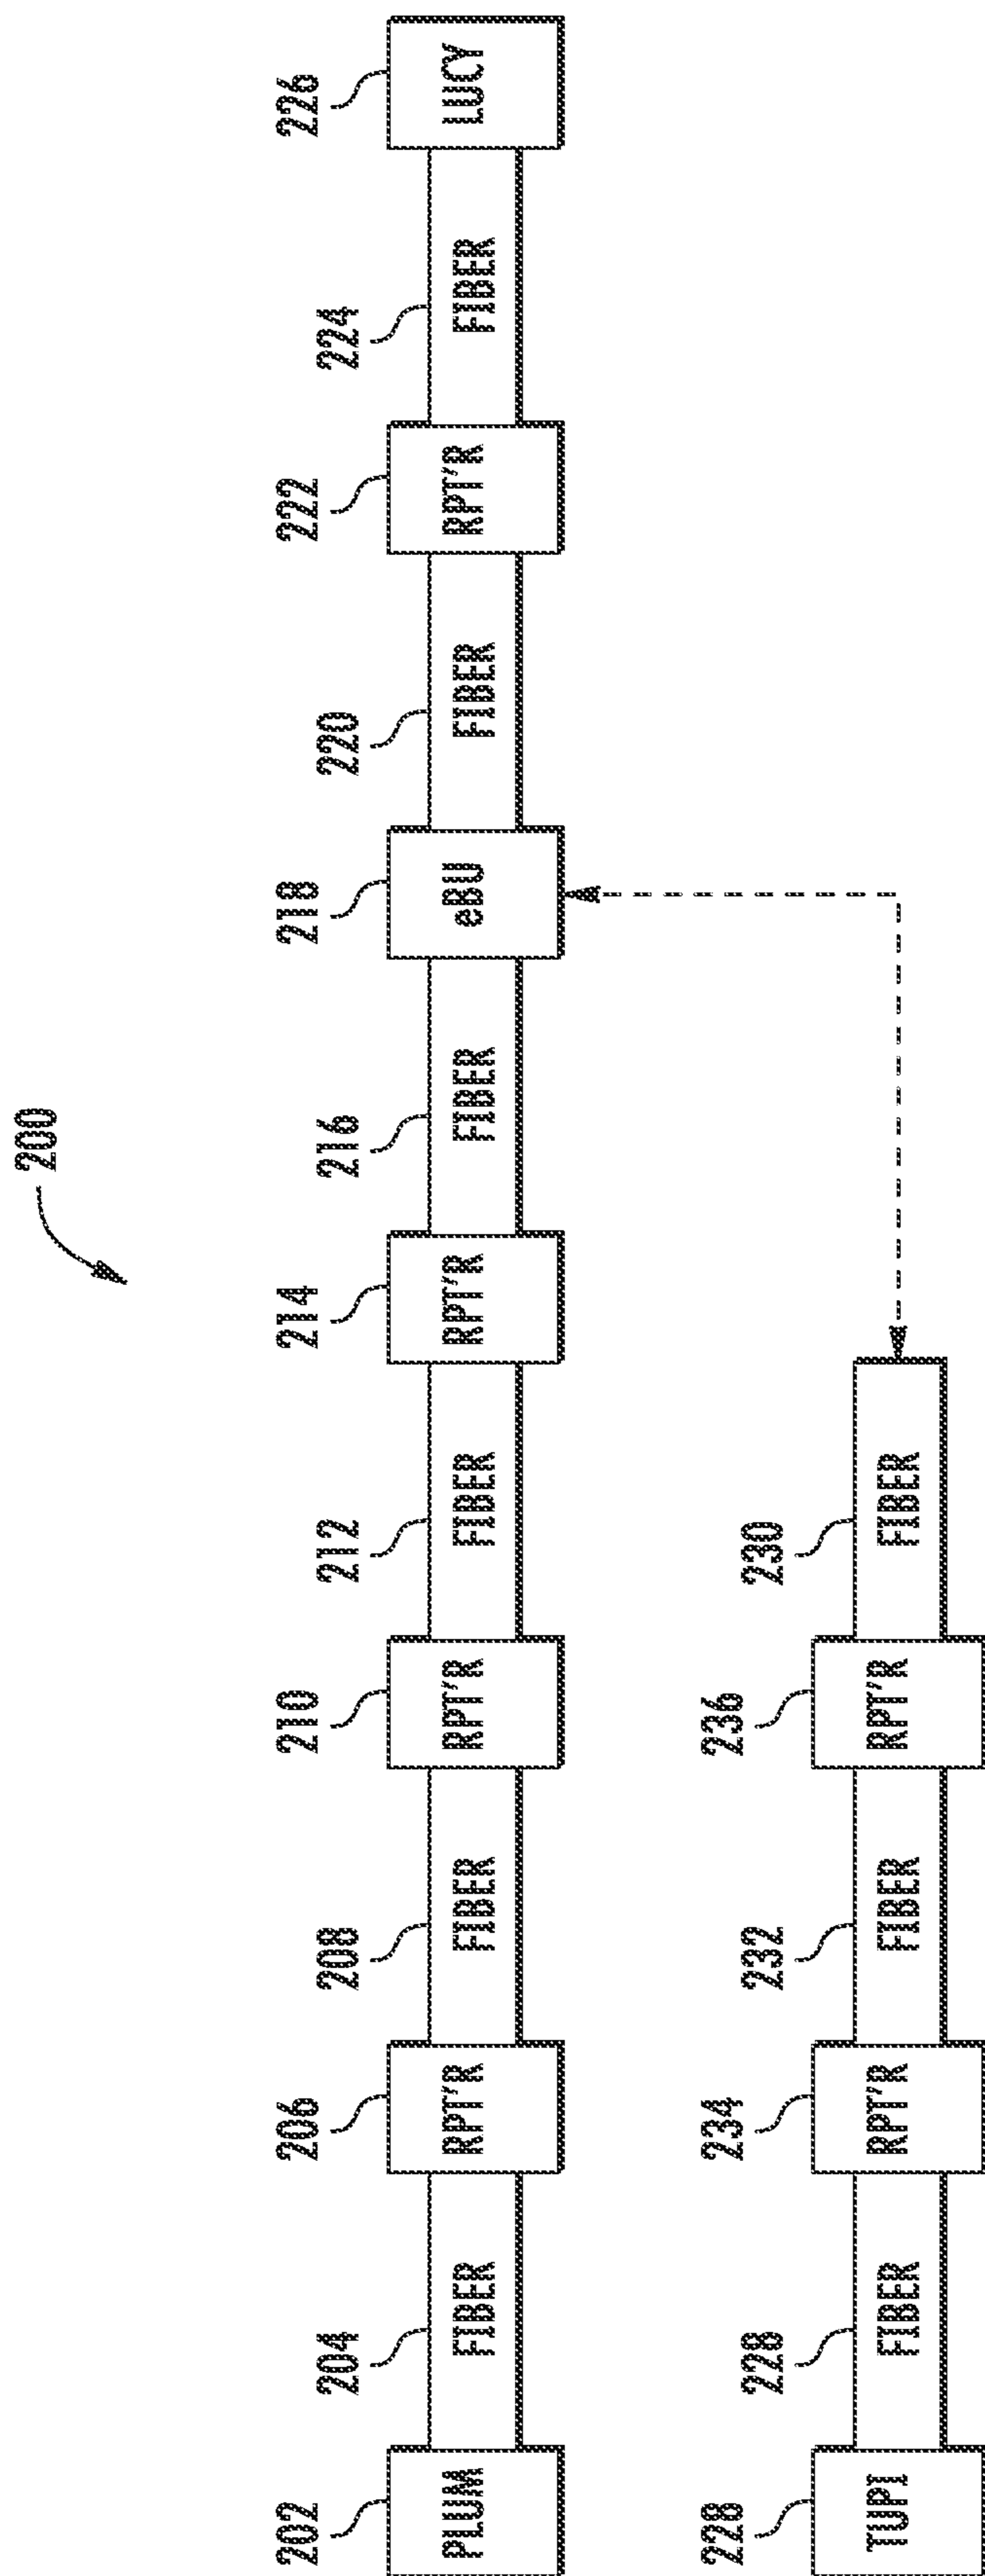 200
202
204
206
208
210
212
214
216
218
220
222
224
226
PLUM
FIBER
RPT'R
FIBER
RPT'R
FIBER
RPT'R
FIBER
eBU
FIBER
RPT'R
FIBER
LUCY
228
228
234
232
236
230
TUPI
FIBER
RPT'R
FIBER
RPT'R
FIBER